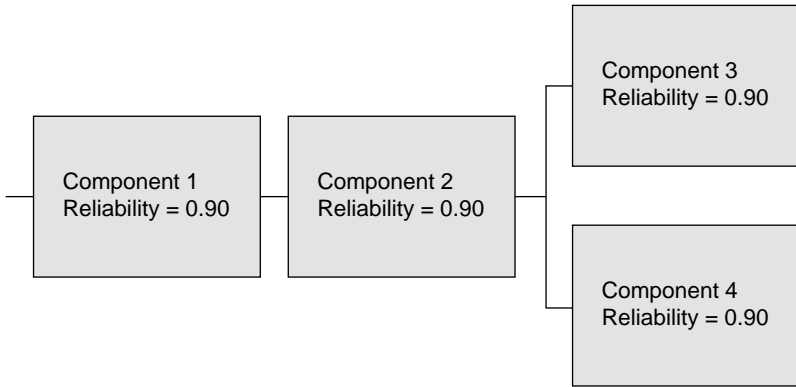 Component 1
Reliability = 0.90
Component 2
Reliability = 0.90
Component 3
Reliability = 0.90
Component 4
Reliability = 0.90